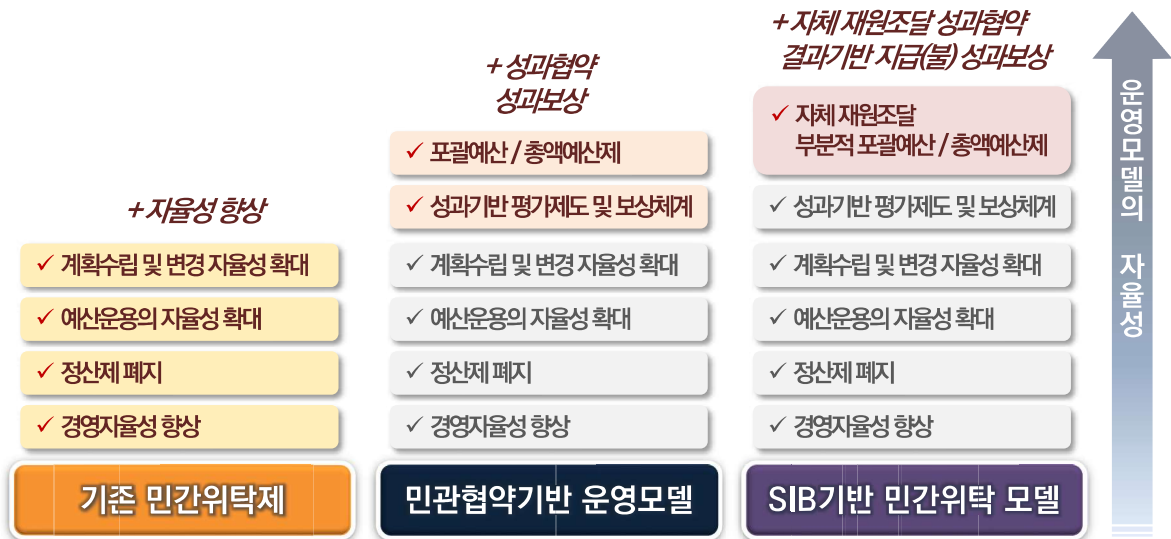 + 자율성 향상
✓ 계획수립 및 변경 자율성 확대
✓ 예산운용의 자율성 확대
✓ 정산제 폐지
✓ 경영자율성 향상
기존 민간위탁제
+ 성과협약
성과보상
✓ 포괄예산 / 총액예산제
✓ 성과기반 평가제도 및 보상체계
✓ 계획수립 및 변경 자율성 확대
✓ 예산운용의 자율성 확대
✓ 정산제 폐지
✓ 경영자율성 향상
민관협약기반 운영모델
+ 자체 재원조달 성과협약
결과기반 지급(불) 성과보상
✓ 자체 재원조달
부분적 포괄예산 / 총액예산제
✓ 성과기반 평가제도 및 보상체계
✓ 계획수립 및 변경 자율성 확대
✓ 예산운용의 자율성 확대
✓ 정산제 폐지
✓ 경영자율성 향상
SIB기반 민간위탁 모델
운영모델의 자율성